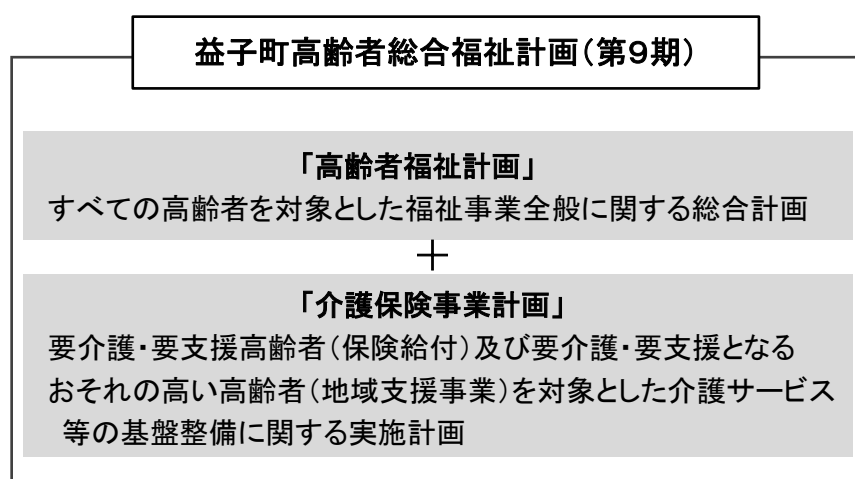 益子町高齢者総合福祉計画（第９期）
「高齢者福祉計画」
すべての高齢者を対象とした福祉事業全般に関する総合計画
＋
「介護保険事業計画」
要介護・要支援高齢者（保険給付）及び要介護・要支援となる
おそれの高い高齢者（地域支援事業）を対象とした介護サービス
等の基盤整備に関する実施計画